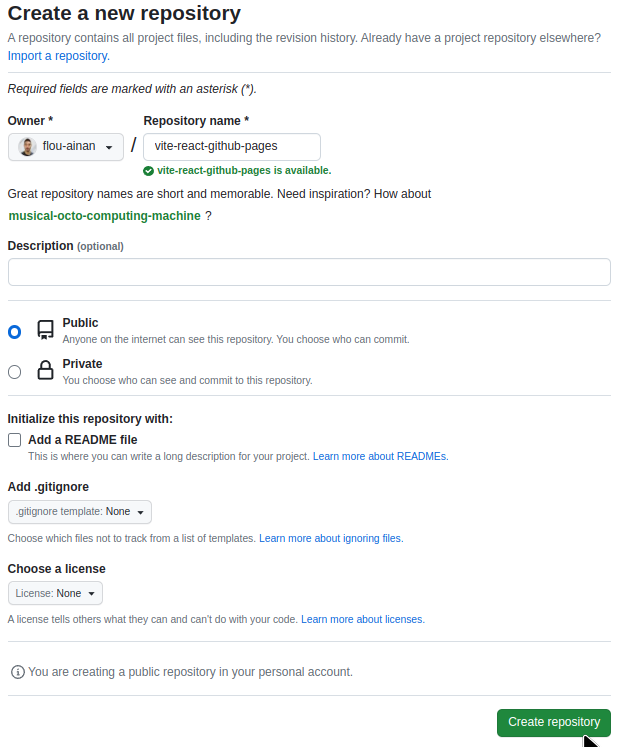 Create a new repository
A repository contains all project files, including the revision history. Already have a project repository elsewhere?
Import a repository.
Required fields are marked with an asterisk (*).
Owner *
Repository name *
flou-ainan
/
vite-react-github-pages
vite-react-github-pages is available.
Great repository names are short and memorable. Need inspiration? How about
musical-octo-computing-machine ?
Description (optional)
Public
Anyone on the internet can see this repository. You choose who can commit.
Private
You choose who can see and commit to this repository.
Initialize this repository with:
Add a README file
This is where you can write a long description for your project. Learn more about READMEs.
Add .gitignore
.gitignore template: None
Choose which files not to track from a list of templates. Learn more about ignoring files.
Choose a license
License: None
A license tells others what they can and can't do with your code. Learn more about licenses.
You are creating a public repository in your personal account.
Create repository